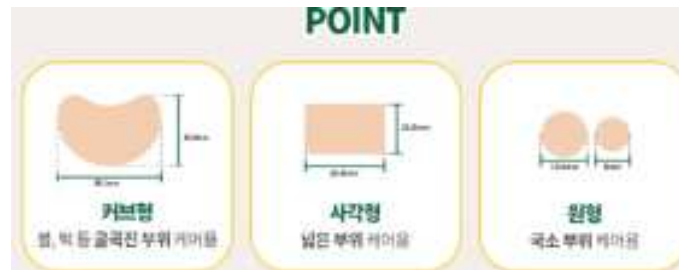 POINT
커브형
볼, 턱 등 굴곡진 부위 케어용
사각형
넓은 부위 케어용
원형
국소 부위 케어용